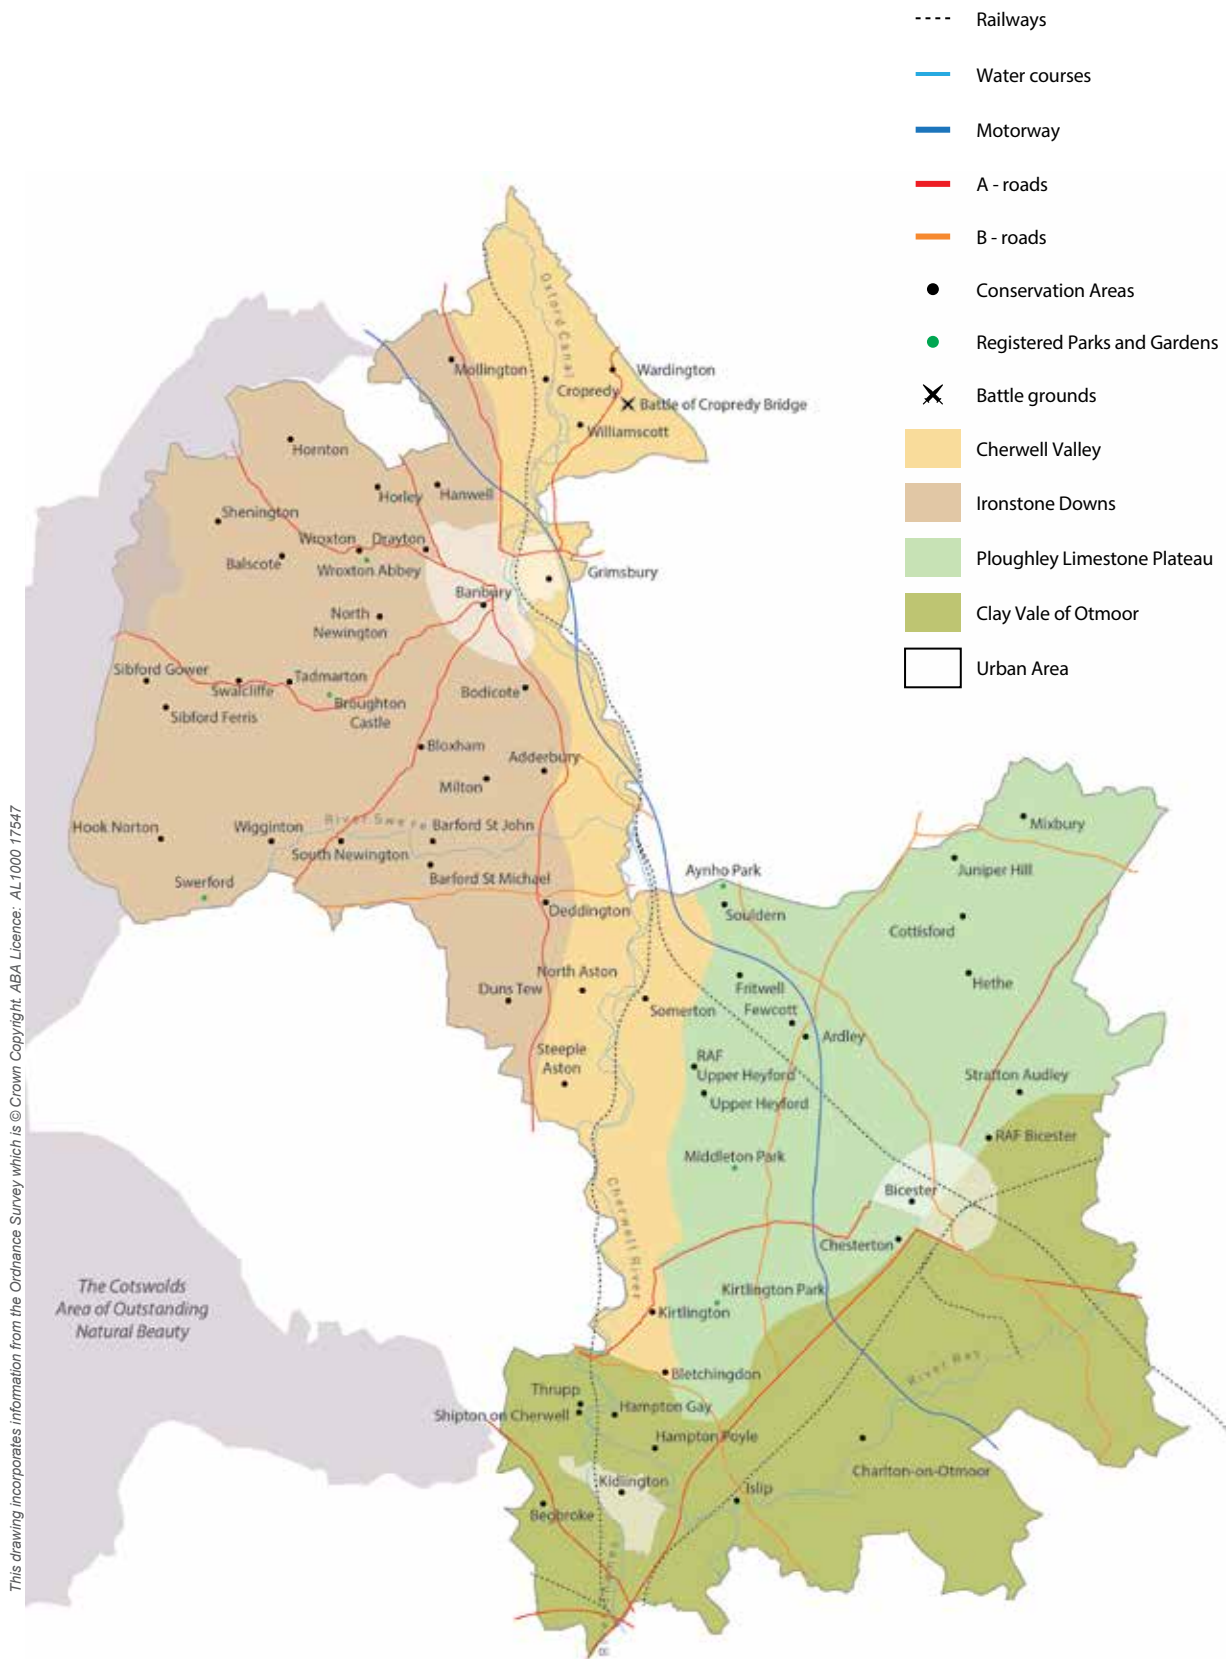 Railways
Water courses
Motorway
A - roads
B - roads
Conservation Areas
Registered Parks and Gardens
Battle grounds
Cherwell Valley
Ironstone Downs
Ploughley Limestone Plateau
Clay Vale of Otmoor
Urban Area
Oxford Canal
Mollington
Wardington
Cropredy
Battle of Cropredy Bridge
Williamscott
Hornton
Horley
Hanwell
Shenington
Wroxton
Drayton
Balscote
Wroxton Abbey
Grimsbury
Banbury
North
Newington
Sibford Gower
Tadmarton
Swalcliffe
Bodicote
Broughton
Castle
Sibford Ferris
Bloxham
Adderbury
Milton
Hook Norton
Wigginton
River Swere
Barford St John
South Newington
Barford St Michael
Swerford
Deddington
Mixbury
Juniper Hill
Aynho Park
Souldern
Cottisford
North Aston
Duns Tew
Somerton
Fritwell
Hethe
Fewcott
Ardley
Steeple
Aston
RAF
Upper Heyford
Upper Heyford
Stratton Audley
RAF Bicester
Middleton Park
Cherwell River
Bicester
Chesterton
Kirtlington Park
Kirtlington
The Cotswolds
Area of Outstanding
Natural Beauty
River Ray
Bletchingdon
Thrupp
Shipton on Cherwell
Hampton Gay
Hampton Poyle
Charlton-on-Otmoor
Kidlington
Islip
Begbroke
This drawing incorporates information from the Ordnance Survey which is © Crown Copyright. ABA Licence: AL1000 17547